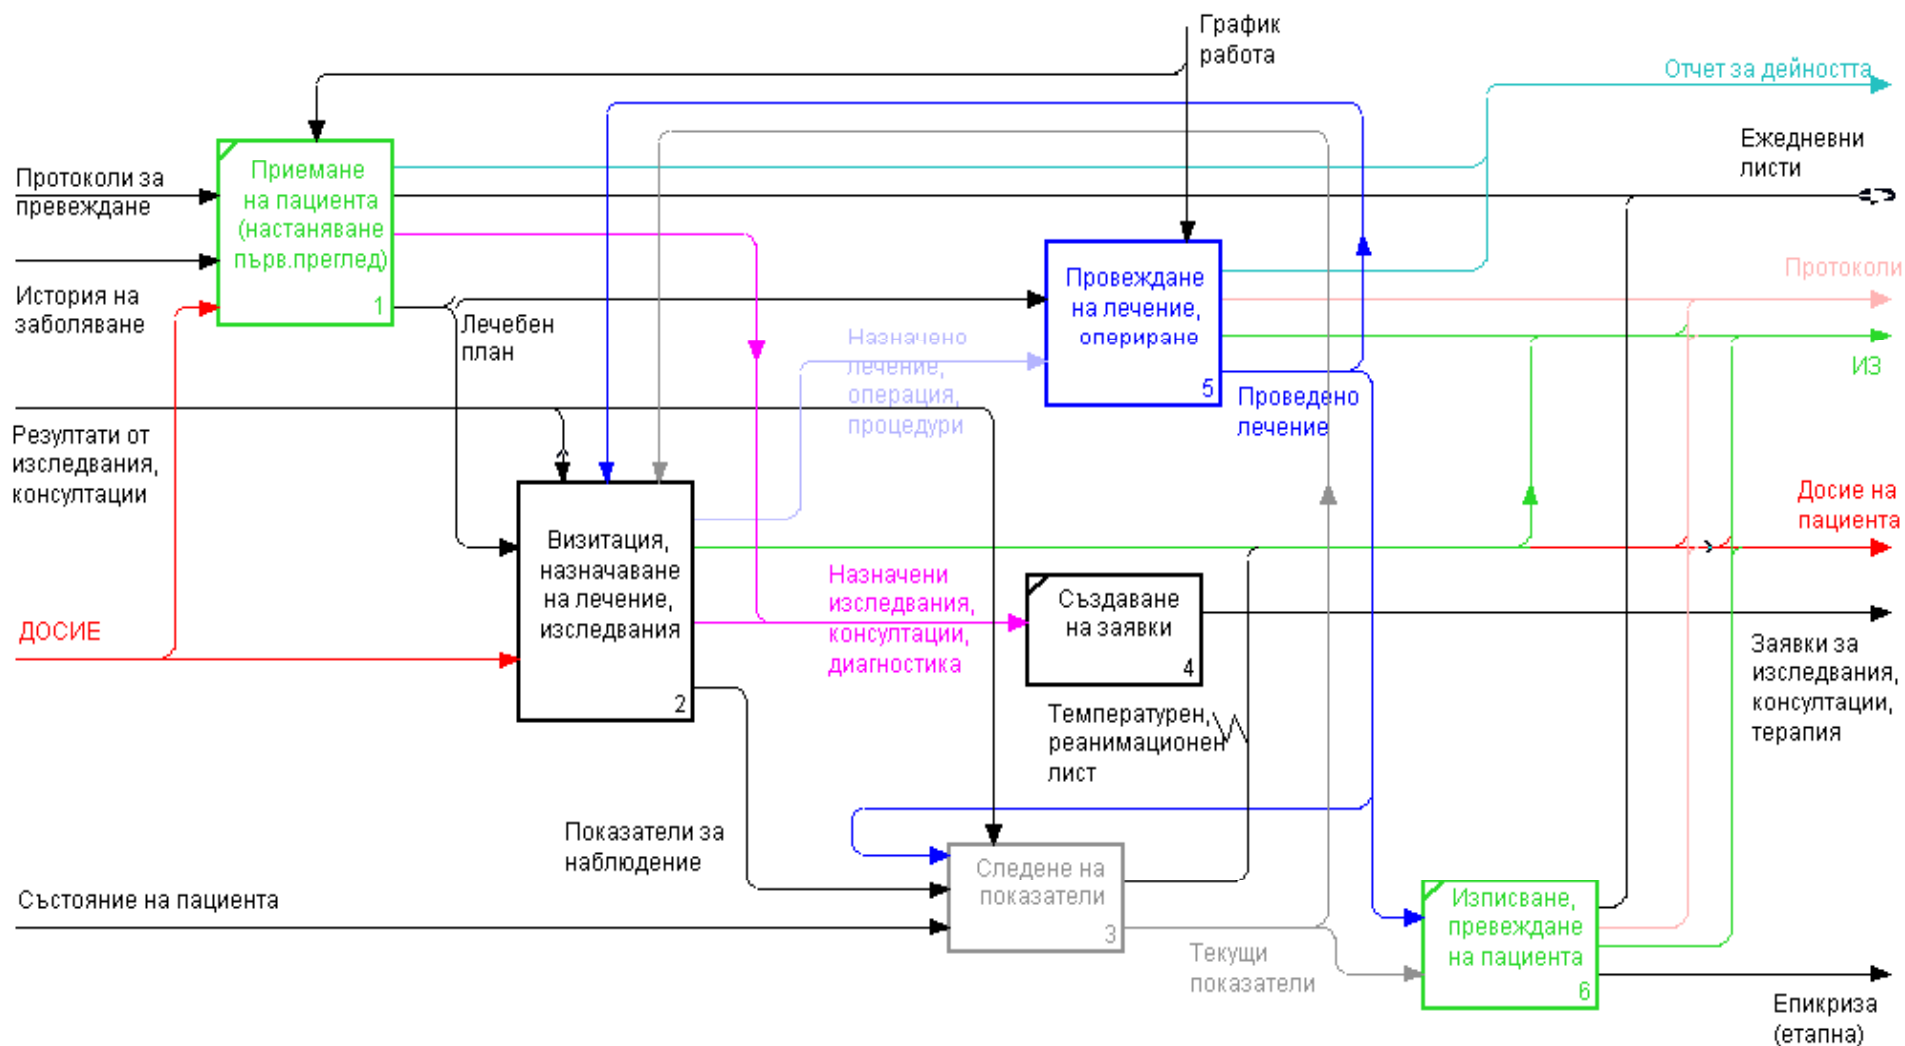 График
работа
Отчет за дейността
Ежедневни
листи
Протоколи за
превеждане
Приемане
на пациента
(настаняване
първ.преглед)
1
История на
заболяване
Лечебен
план
Провеждане
на лечение,
опериране
5
Протоколи
ИЗ
Назначено
лечение,
операция,
процедури
Проведено
лечение
Резултати от
изследвания,
консултации
Досие на
пациента
Визитация,
назначаване
на лечение,
изследвания
2
Назначени
изследвания,
консултации,
диагностика
Създаване
на заявки
4
ДОСИЕ
Заявки за
изследвания,
консултации,
терапия
Температурен,
реанимационен
лист
Показатели за
наблюдение
Следене на
показатели
3
Състояние на пациента
Текущи
показатели
Изписване,
превеждане
на пациента
6
Епикриза
(етапна)